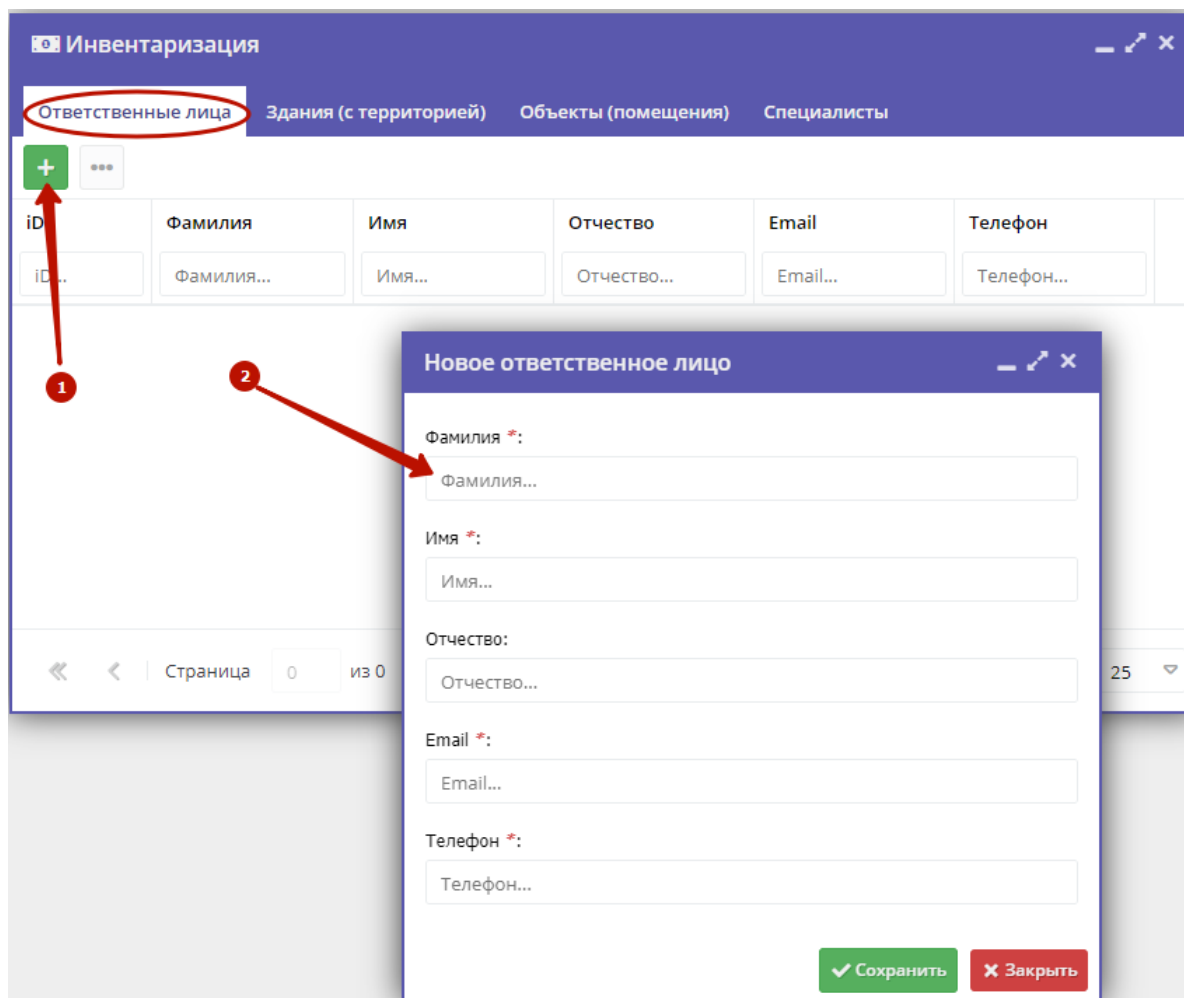 Инвентаризация
Ответственные лица Здания (с территорией) Объекты (помещения) Специалисты
iD Фамилия Имя Отчество Email Телефон
iD... Фамилия... Имя... Отчество... Email... Телефон...
1
2
Новое ответственное лицо
Фамилия *:
Фамилия...
Имя *:
Имя...
Отчество:
Отчество...
Email *:
Email...
Телефон *:
Телефон...
Сохранить Закрыть
Страница 0 из 0 25